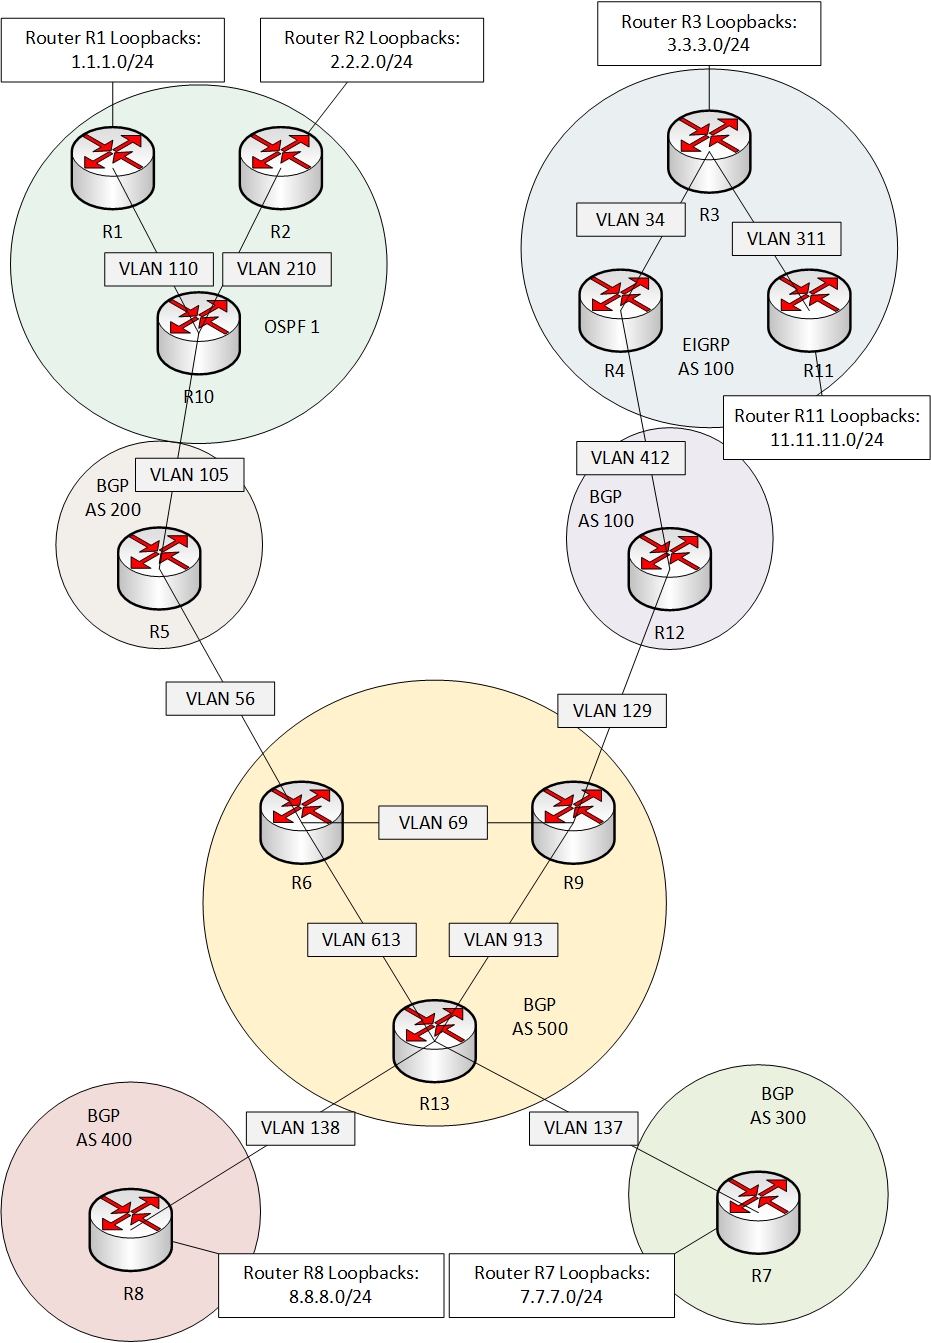 Router R1 Loopbacks:
1.1.1.0/24
Router R2 Loopbacks:
2.2.2.0/24
Router R3 Loopbacks:
3.3.3.0/24
R1
R2
VLAN 110
VLAN 210
OSPF 1
R10
R3
VLAN 34
VLAN 311
R4
EIGRP
AS 100
R11
Router R11 Loopbacks:
11.11.11.0/24
VLAN 105
BGP
AS 200
R5
VLAN 412
BGP
AS 100
R12
VLAN 56
VLAN 129
VLAN 69
R6
R9
VLAN 613
VLAN 913
BGP
AS 500
R13
VLAN 138
VLAN 137
BGP
AS 400
R8
Router R8 Loopbacks:
8.8.8.0/24
BGP
AS 300
R7
Router R7 Loopbacks:
7.7.7.0/24